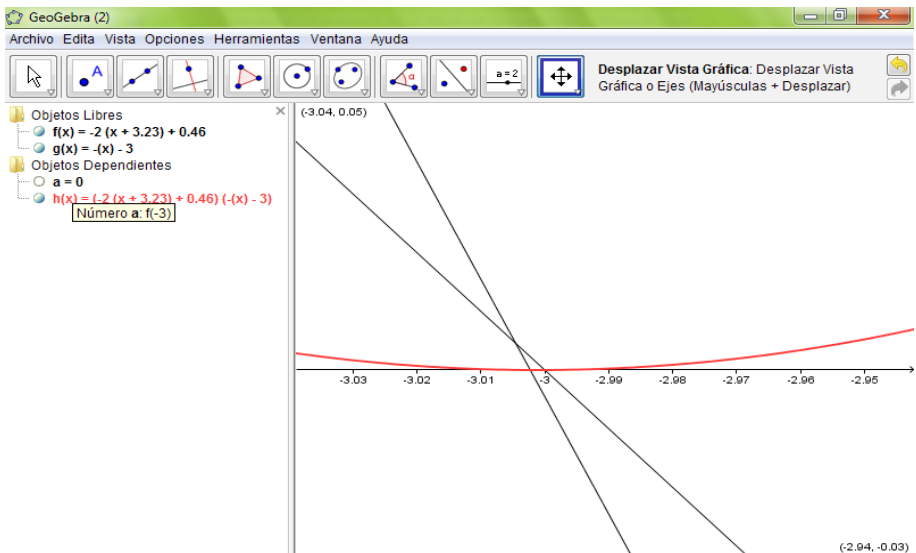 GeoGebra (2)
Archivo Edita Vista Opciones Herramientas Ventana Ayuda
A
α
a = 2
Desplazar Vista Gráfica: Desplazar Vista
Gráfica o Ejes (Mayúsculas + Desplazar)
Objetos Libres
f(x) = -2 (x + 3.23) + 0.46
g(x) = -(x) - 3
Objetos Dependientes
a = 0
h(x) = (-2 (x + 3.23) + 0.46) (-(x) - 3)
Número a: f(-3)
(-3.04, 0.05)
-3.03 -3.02 -3.01 -3 -2.99 -2.98 -2.97 -2.96 -2.95
(-2.94, -0.03)